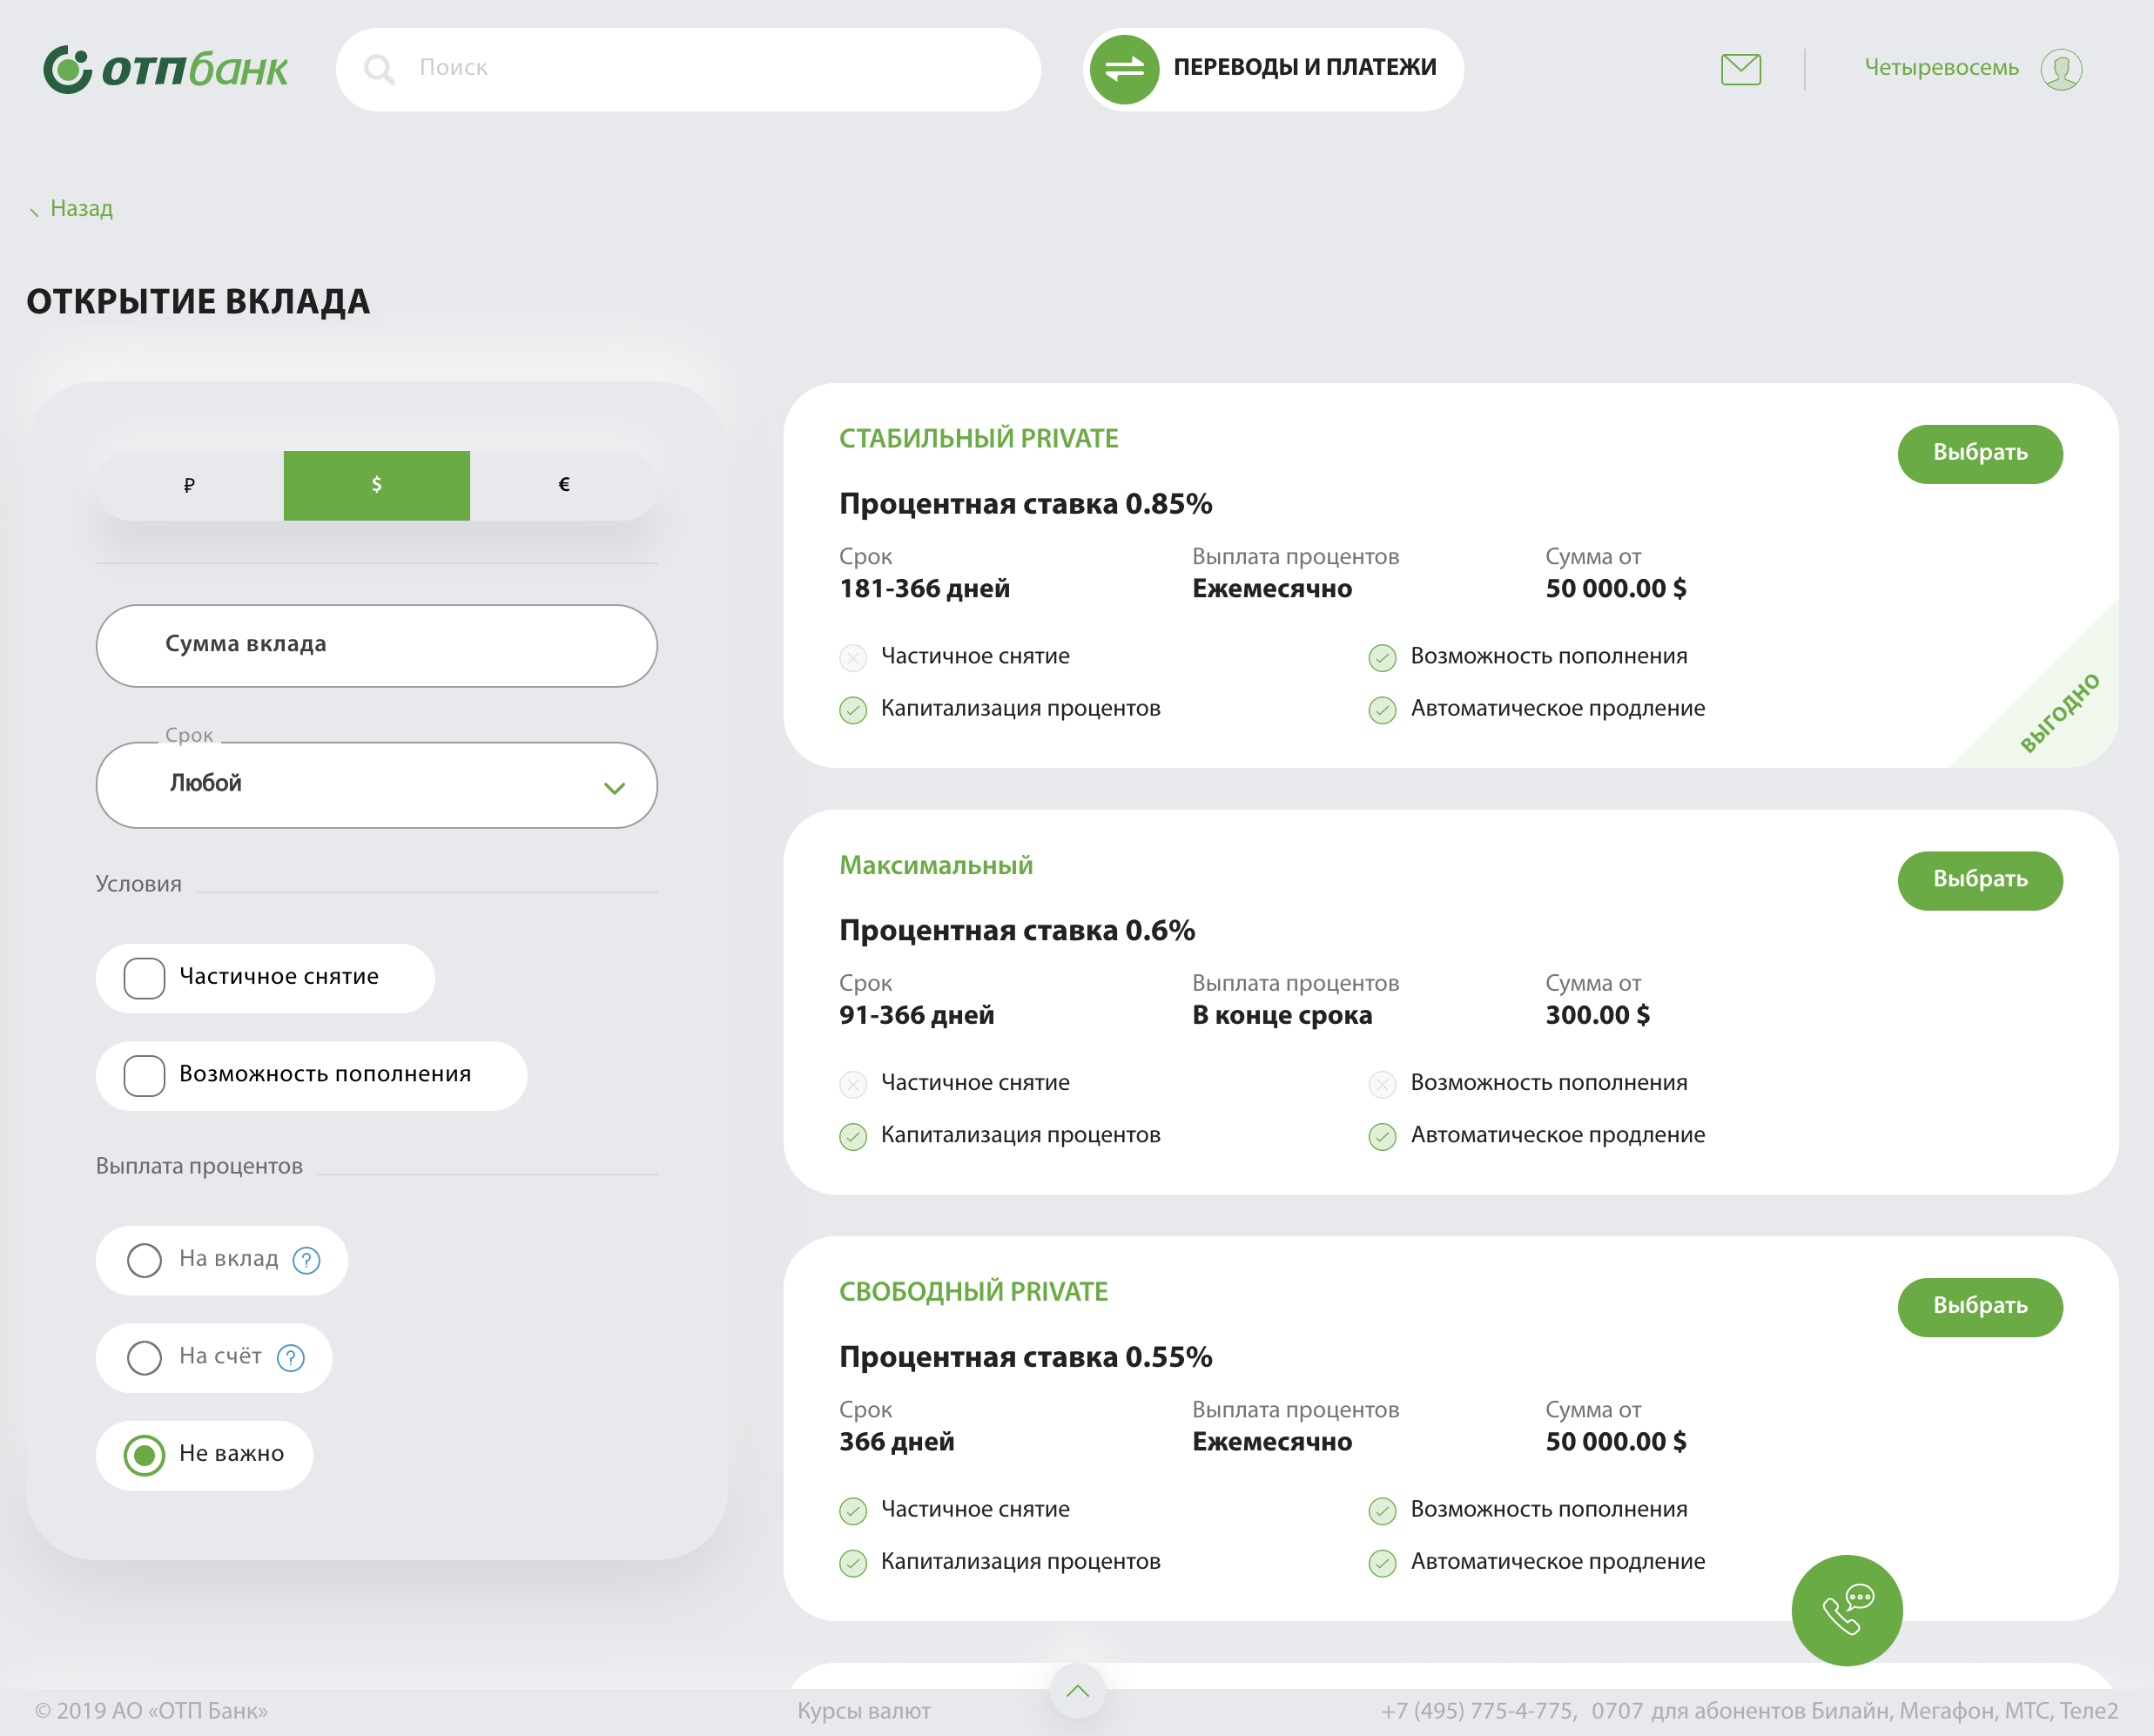 отпбанк
Поиск
ПЕРЕВОДЫ И ПЛАТЕЖИ
Четыревосемь
Назад
ОТКРЫТИЕ ВКЛАДА
₽
$
€
Сумма вклада
Срок
Любой
Условия
Частичное снятие
Возможность пополнения
Выплата процентов
На вклад ?
На счёт ?
Не важно
СТАБИЛЬНЫЙ PRIVATE
Выбрать
Процентная ставка 0.85%
Срок Выплата процентов Сумма от
181-366 дней Ежемесячно 50 000.00 $
Частичное снятие Возможность пополнения
Капитализация процентов Автоматическое продление
ВЫГОДНО
Максимальный
Выбрать
Процентная ставка 0.6%
Срок Выплата процентов Сумма от
91-366 дней В конце срока 300.00 $
Частичное снятие Возможность пополнения
Капитализация процентов Автоматическое продление
СВОБОДНЫЙ PRIVATE
Выбрать
Процентная ставка 0.55%
Срок Выплата процентов Сумма от
366 дней Ежемесячно 50 000.00 $
Частичное снятие Возможность пополнения
Капитализация процентов Автоматическое продление
© 2019 АО «ОТП Банк» Курсы валют +7 (495) 775-4-775, 0707 для абонентов Билайн, Мегафон, МТС, Теле2